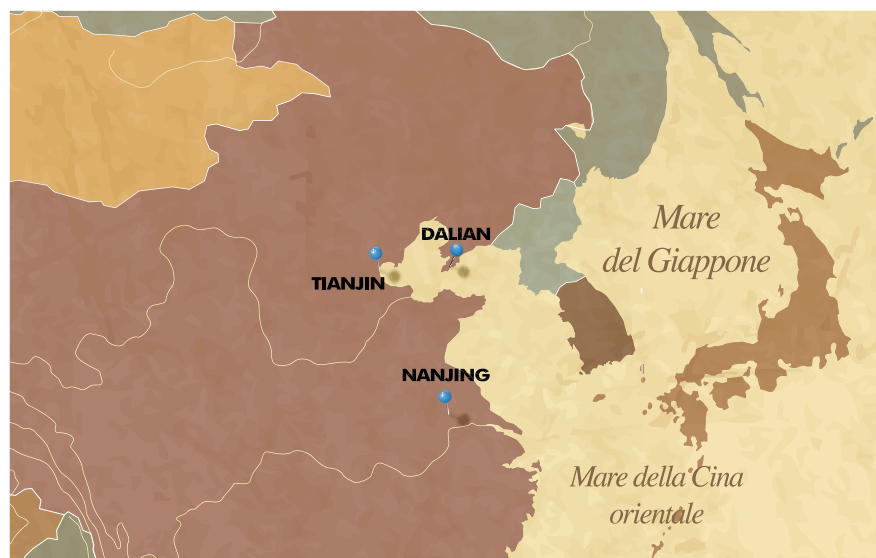 Mare
del Giappone
DALIAN
TIANJIN
NANJING
Mare della Cina
orientale